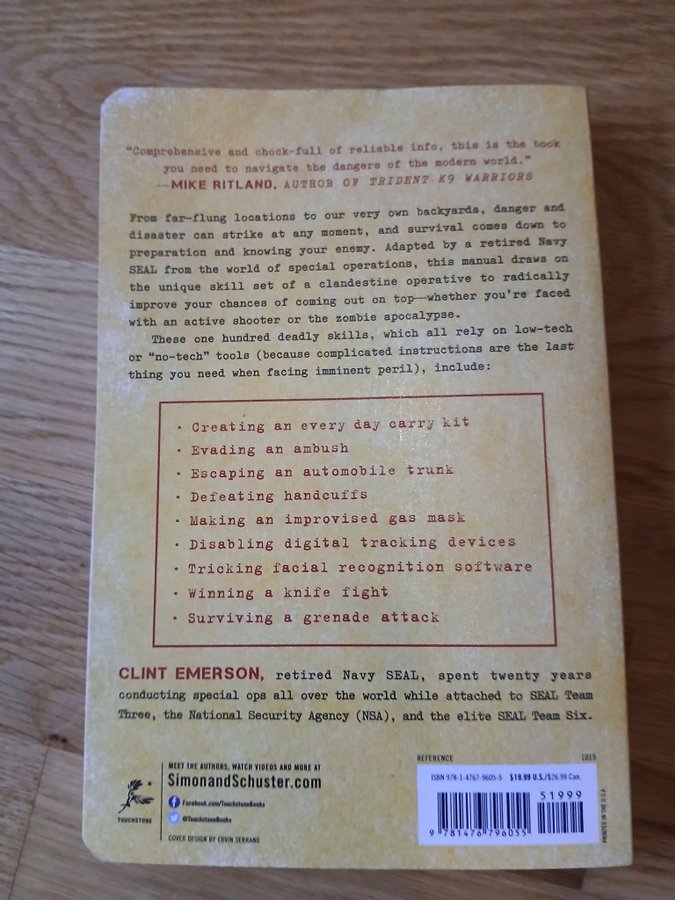 "Comprehensive and chock-full of reliable info, this is the book
you need to navigate the dangers of the modern world."
—MIKE RITLAND, AUTHOR OF TRIDENT K9 WARRIORS
From far-flung locations to our very own backyards, danger and
disaster can strike at any moment, and survival comes down to
preparation and knowing your enemy. Adapted by a retired Navy
SEAL from the world of special operations, this manual draws on
the unique skill set of a clandestine operative to radically
improve your chances of coming out on top—whether you're faced
with an active shooter or the zombie apocalypse.
These one hundred deadly skills, which all rely on low-tech
or "no-tech" tools (because complicated instructions are the last
thing you need when facing imminent peril), include:
· Creating an every day carry kit
· Evading an ambush
· Escaping an automobile trunk
· Defeating handcuffs
· Making an improvised gas mask
· Disabling digital tracking devices
· Tricking facial recognition software
· Winning a knife fight
· Surviving a grenade attack
CLINT EMERSON, retired Navy SEAL, spent twenty years
conducting special ops all over the world while attached to SEAL Team
Three, the National Security Agency (NSA), and the elite SEAL Team Six.
TOUCHSTONE
MEET THE AUTHORS, WATCH VIDEOS AND MORE AT
SimonandSchuster.com
Facebook.com/TouchstoneBooks
@TouchstoneBooks
COVER DESIGN BY ERVIN SERRANO
REFERENCE 1015
ISBN 978-1-4767-9605-5 $19.99 U.S./$26.99 Can.
51999
9 781476 796055
PRINTED IN THE U.S.A.